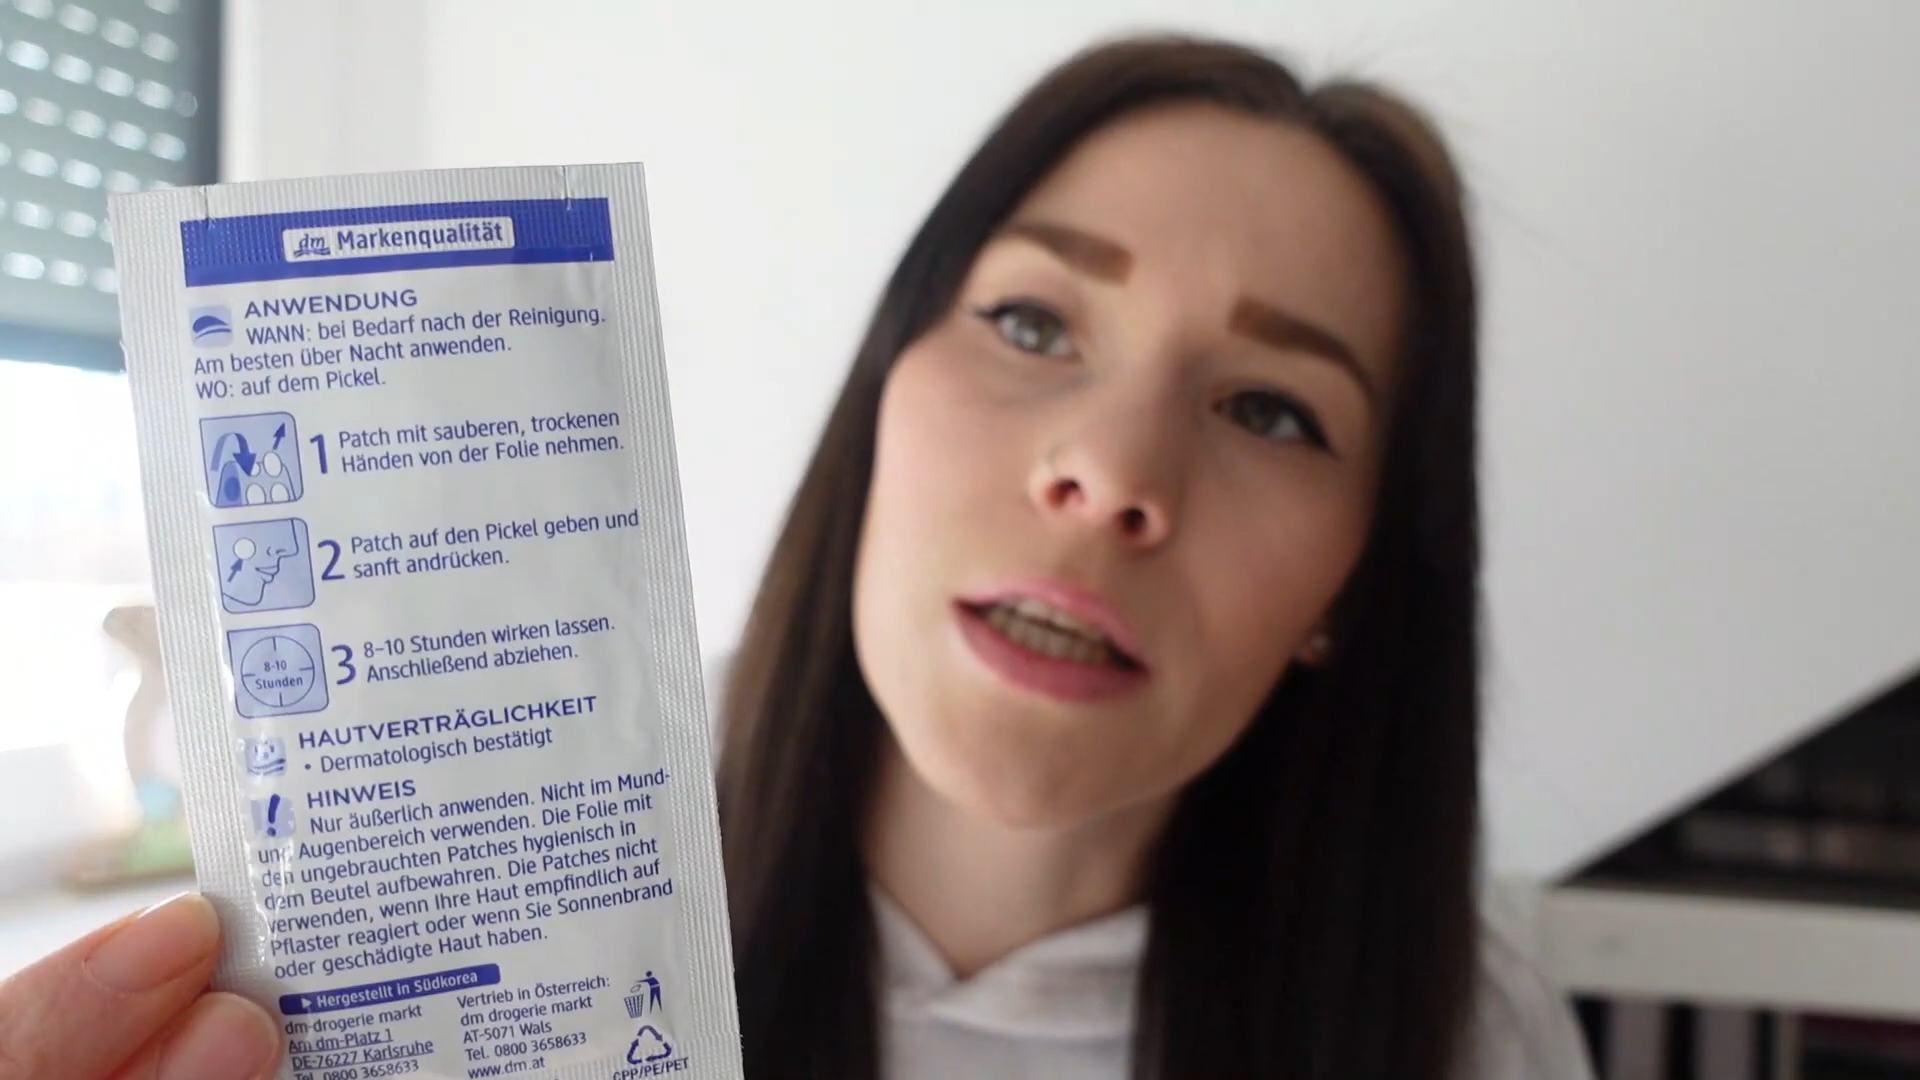 dm Markenqualität
ANWENDUNG
WANN: bei Bedarf nach der Reinigung.
Am besten über Nacht anwenden.
WO: auf dem Pickel.
1 Patch mit sauberen, trockenen
Händen von der Folie nehmen.
2 Patch auf den Pickel geben und
sanft andrücken.
8-10
Stunden
3 8–10 Stunden wirken lassen.
Anschließend abziehen.
HAUTVERTRÄGLICHKEIT
• Dermatologisch bestätigt
HINWEIS
Nur äußerlich anwenden. Nicht im Mund-
und Augenbereich verwenden. Die Folie mit
den ungebrauchten Patches hygienisch in
dem Beutel aufbewahren. Die Patches nicht
verwenden, wenn Ihre Haut empfindlich auf
Pflaster reagiert oder wenn Sie Sonnenbrand
oder geschädigte Haut haben.
Hergestellt in Südkorea
dm-drogerie markt
Am dm-Platz 1
DE-76227 Karlsruhe
Tel. 0800 3658633
Vertrieb in Österreich:
dm drogerie markt
AT-5071 Wals
Tel. 0800 3658633
www.dm.at
CPP/PE/PET